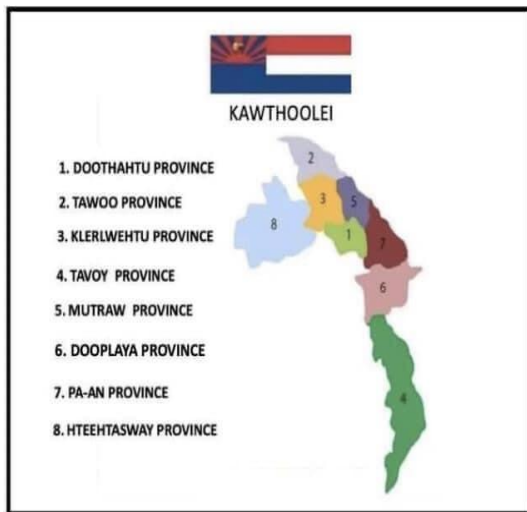 KAWTHOOLEI
1. DOOTHAHTU PROVINCE
2. TAWOO PROVINCE
3. KLERLWEHTU PROVINCE
4. TAVOY PROVINCE
5. MUTRAW PROVINCE
6. DOOPLAYA PROVINCE
7. PA-AN PROVINCE
8. HTEEHTASWAY PROVINCE
2
3
5
8
1
7
6
4